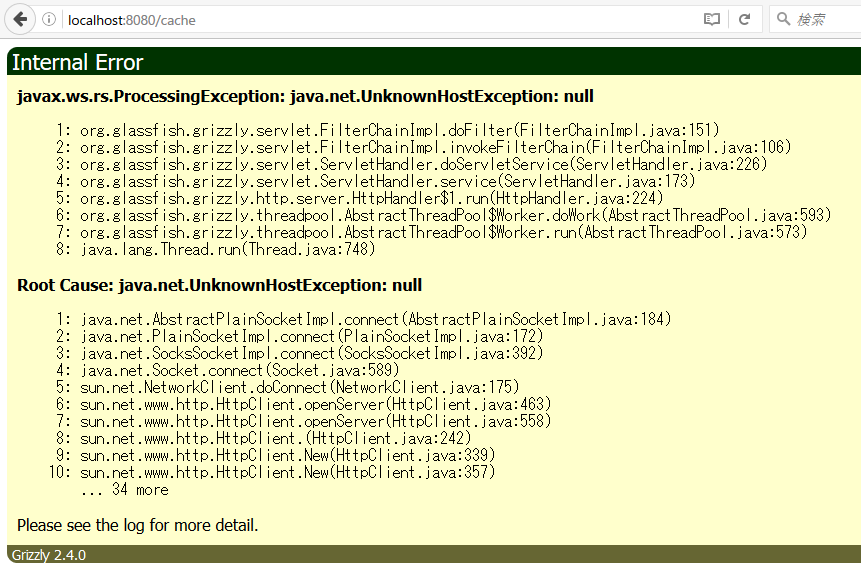 localhost:8080/cache
検索
Internal Error
javax.ws.rs.ProcessingException: java.net.UnknownHostException: null
1: org.glassfish.grizzly.servlet.FilterChainImpl.doFilter(FilterChainImpl.java:151)
2: org.glassfish.grizzly.servlet.FilterChainImpl.invokeFilterChain(FilterChainImpl.java:106)
3: org.glassfish.grizzly.servlet.ServletHandler.doServletService(ServletHandler.java:226)
4: org.glassfish.grizzly.servlet.ServletHandler.service(ServletHandler.java:173)
5: org.glassfish.grizzly.http.server.HttpHandler$1.run(HttpHandler.java:224)
6: org.glassfish.grizzly.threadpool.AbstractThreadPool$Worker.doWork(AbstractThreadPool.java:593)
7: org.glassfish.grizzly.threadpool.AbstractThreadPool$Worker.run(AbstractThreadPool.java:573)
8: java.lang.Thread.run(Thread.java:748)
Root Cause: java.net.UnknownHostException: null
1: java.net.AbstractPlainSocketImpl.connect(AbstractPlainSocketImpl.java:184)
2: java.net.PlainSocketImpl.connect(PlainSocketImpl.java:172)
3: java.net.SocksSocketImpl.connect(SocksSocketImpl.java:392)
4: java.net.Socket.connect(Socket.java:589)
5: sun.net.NetworkClient.doConnect(NetworkClient.java:175)
6: sun.net.www.http.HttpClient.openServer(HttpClient.java:463)
7: sun.net.www.http.HttpClient.openServer(HttpClient.java:558)
8: sun.net.www.http.HttpClient.(HttpClient.java:242)
9: sun.net.www.http.HttpClient.New(HttpClient.java:339)
10: sun.net.www.http.HttpClient.New(HttpClient.java:357)
... 34 more
Please see the log for more detail.
Grizzly 2.4.0